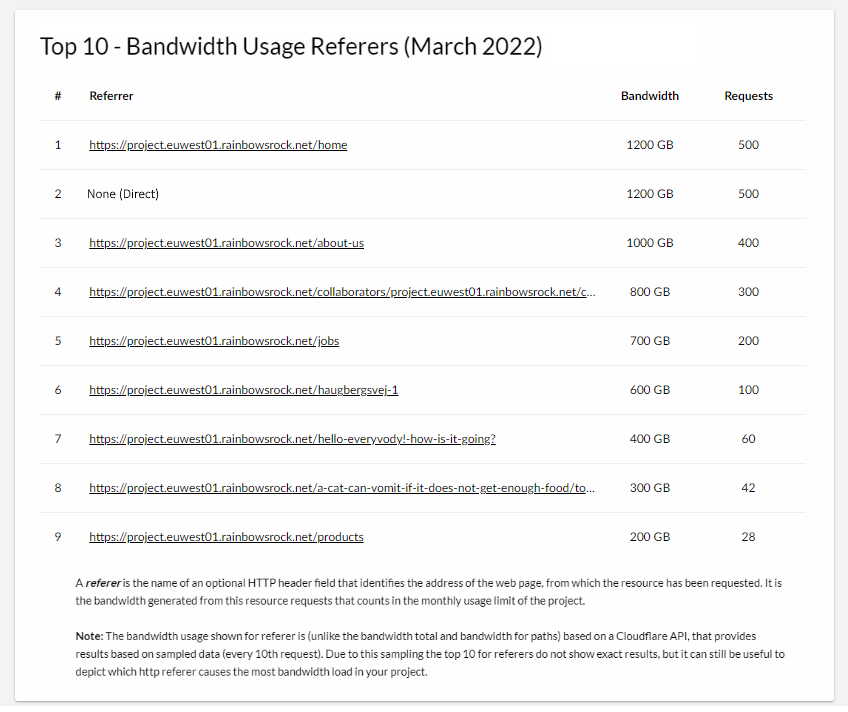 Top 10 - Bandwidth Usage Referers (March 2022)
# Referrer Bandwidth Requests
1 https://project.euwest01.rainbowsrock.net/home 1200 GB 500
2 None (Direct) 1200 GB 500
3 https://project.euwest01.rainbowsrock.net/about-us 1000 GB 400
4 https://project.euwest01.rainbowsrock.net/collaborators/project.euwest01.rainbowsrock.net/c... 800 GB 300
5 https://project.euwest01.rainbowsrock.net/jobs 700 GB 200
6 https://project.euwest01.rainbowsrock.net/haugbergsvej-1 600 GB 100
7 https://project.euwest01.rainbowsrock.net/hello-everyvody!-how-is-it-going? 400 GB 60
8 https://project.euwest01.rainbowsrock.net/a-cat-can-vomit-if-it-does-not-get-enough-food/to... 300 GB 42
9 https://project.euwest01.rainbowsrock.net/products 200 GB 28
A referer is the name of an optional HTTP header field that identifies the address of the web page, from which the resource has been requested. It is
the bandwidth generated from this resource requests that counts in the monthly usage limit of the project.
Note: The bandwidth usage shown for referer is (unlike the bandwidth total and bandwidth for paths) based on a Cloudflare API, that provides
results based on sampled data (every 10th request). Due to this sampling the top 10 for referers do not show exact results, but it can still be useful to
depict which http referer causes the most bandwidth load in your project.